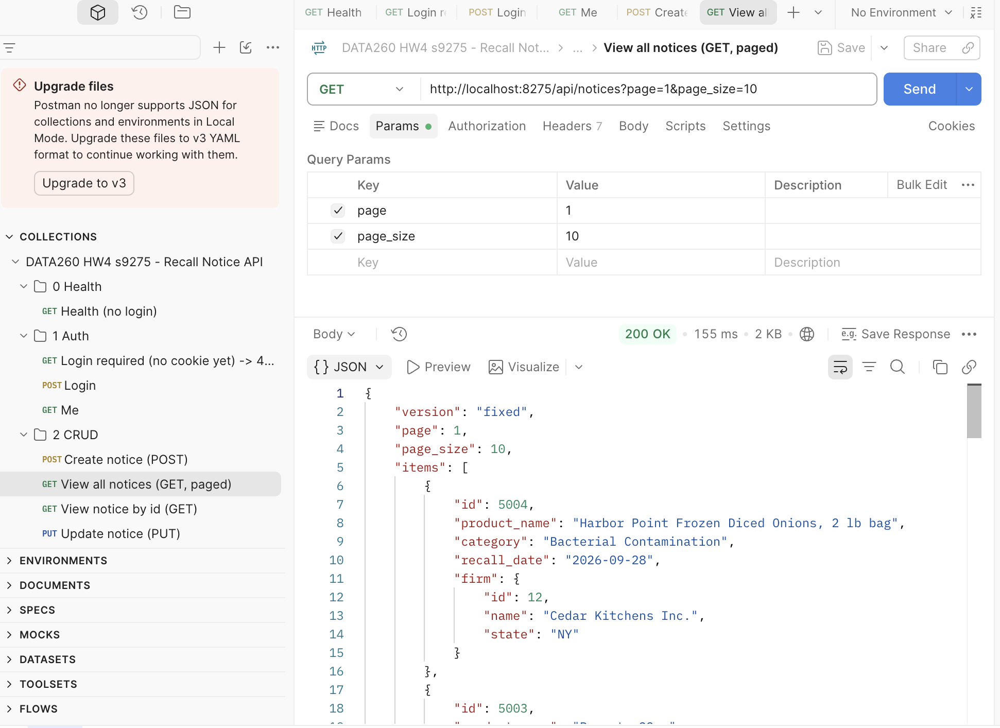 GET Health
GET Login re
POST Login
GET Me
POST Create
GET View all
No Environment
HTTP
DATA260 HW4 s9275 - Recall Not... > ... > View all notices (GET, paged)
Save
Share
Upgrade files
Postman no longer supports JSON for
collections and environments in Local
Mode. Upgrade these files to v3 YAML
format to continue working with them.
Upgrade to v3
GET
http://localhost:8275/api/notices?page=1&page_size=10
Send
Docs
Params
Authorization
Headers 7
Body
Scripts
Settings
Cookies
Query Params
Key Value Description Bulk Edit ...
page 1
page_size 10
Key Value Description
COLLECTIONS
DATA260 HW4 s9275 - Recall Notice API
0 Health
GET Health (no login)
1 Auth
GET Login required (no cookie yet) -> 4...
POST Login
GET Me
2 CRUD
POST Create notice (POST)
GET View all notices (GET, paged)
GET View notice by id (GET)
PUT Update notice (PUT)
ENVIRONMENTS
DOCUMENTS
SPECS
MOCKS
DATASETS
TOOLSETS
FLOWS
Body
200 OK • 155 ms • 2 KB •
e.g. Save Response
{} JSON
Preview
Visualize
1 {
2 "version": "fixed",
3 "page": 1,
4 "page_size": 10,
5 "items": [
6 {
7 "id": 5004,
8 "product_name": "Harbor Point Frozen Diced Onions, 2 lb bag",
9 "category": "Bacterial Contamination",
10 "recall_date": "2026-09-28",
11 "firm": {
12 "id": 12,
13 "name": "Cedar Kitchens Inc.",
14 "state": "NY"
15 }
16 },
17 {
18 "id": 5003,